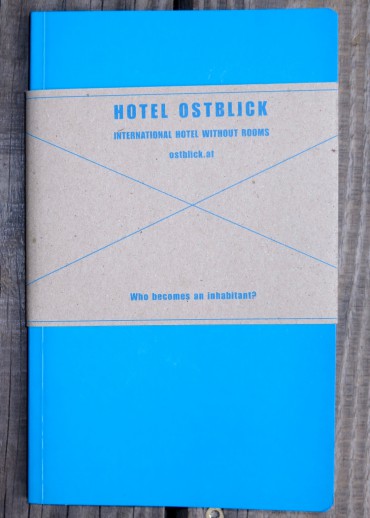 HOTEL OSTBLICK
INTERNATIONAL HOTEL WITHOUT ROOMS
ostblick.at
Who becomes an inhabitant?